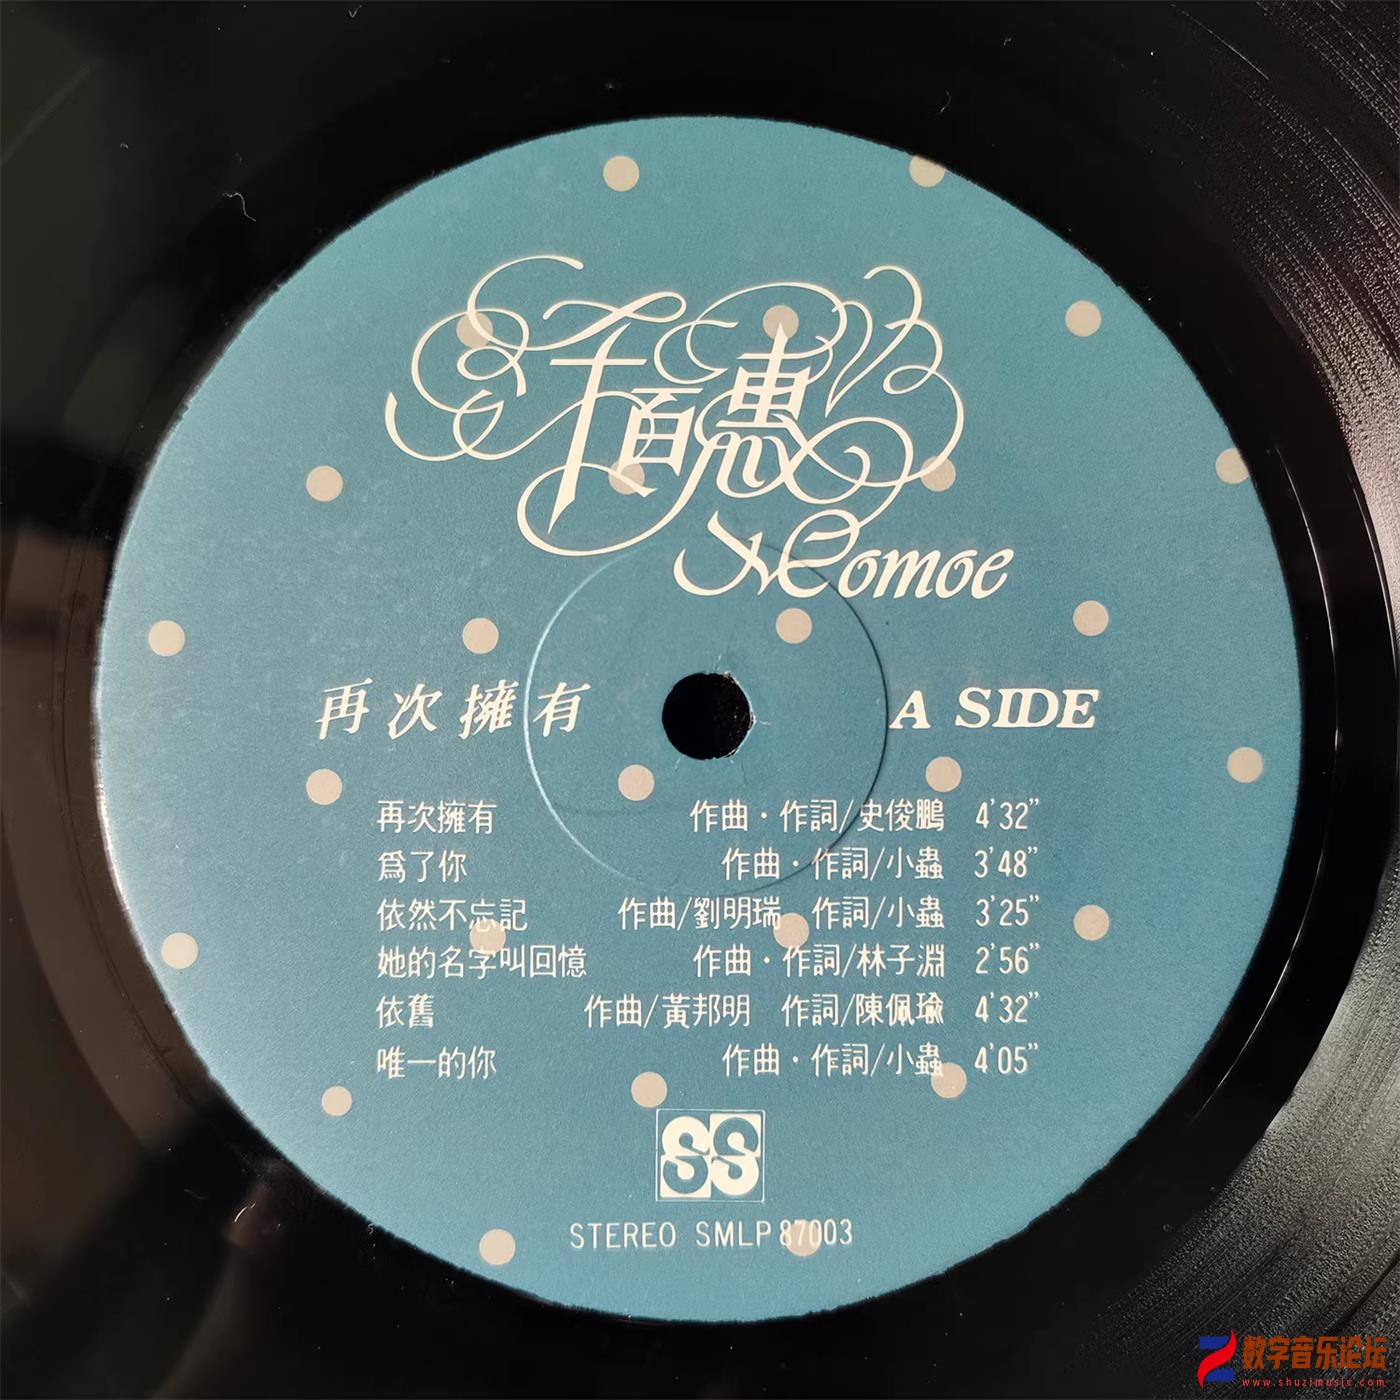 千百惠
Momoe
再次擁有 A SIDE
再次擁有 作曲・作詞/史俊鵬 4'32"
爲了你 作曲・作詞/小蟲 3'48"
依然不忘記 作曲/劉明瑞 作詞/小蟲 3'25"
她的名字叫回憶 作曲・作詞/林子淵 2'56"
依舊 作曲/黃邦明 作詞/陳佩瑜 4'32"
唯一的你 作曲・作詞/小蟲 4'05"
SS
STEREO SMLP 87003
数字音乐论坛
www.shuzimusic.com